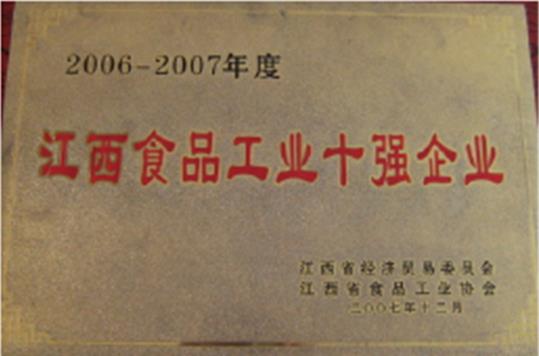 2006-2007年度
江西食品工业十强企业
江西省经济贸易委员会
江西省食品工业协会
二００七年十二月